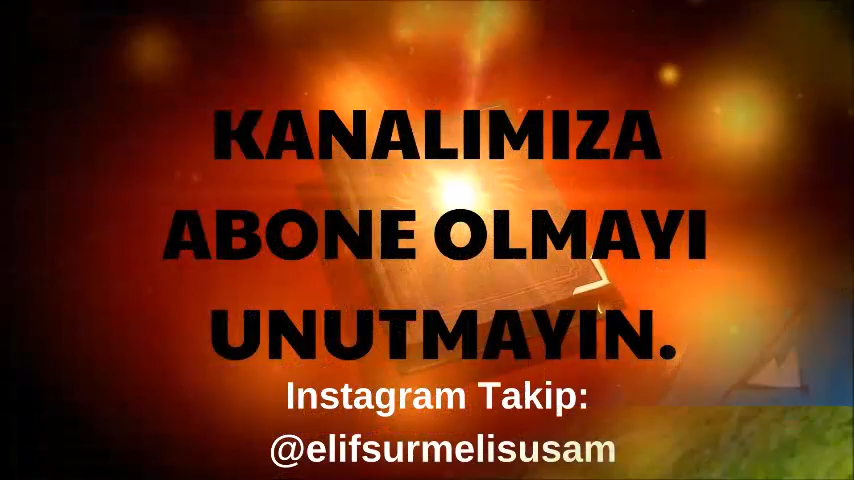 KANALIMIZA
ABONE OLMAYI
UNUTMAYIN.
Instagram Takip:
@elifsurmelisusam